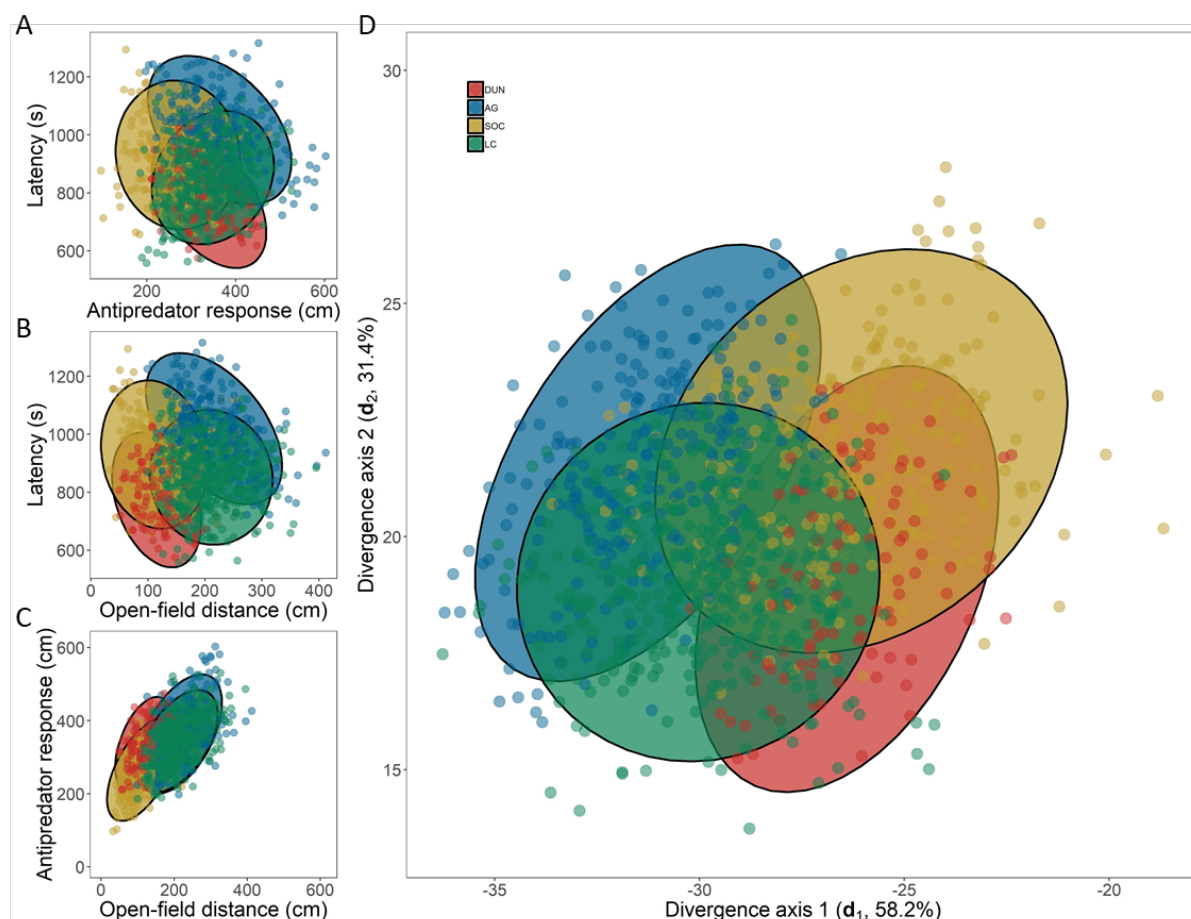 A
Latency (s)
1200
1000
800
600
200
400
600
Antipredator response (cm)
B
Latency (s)
1200
1000
800
600
0
100
200
300
400
Open-field distance (cm)
C
Antipredator response (cm)
600
400
200
0
0
200
400
600
Open-field distance (cm)
D
DUN
AG
SOC
LC
Divergence axis 2 (d2, 31.4%)
30
25
20
15
-35
-30
-25
-20
Divergence axis 1 (d1, 58.2%)